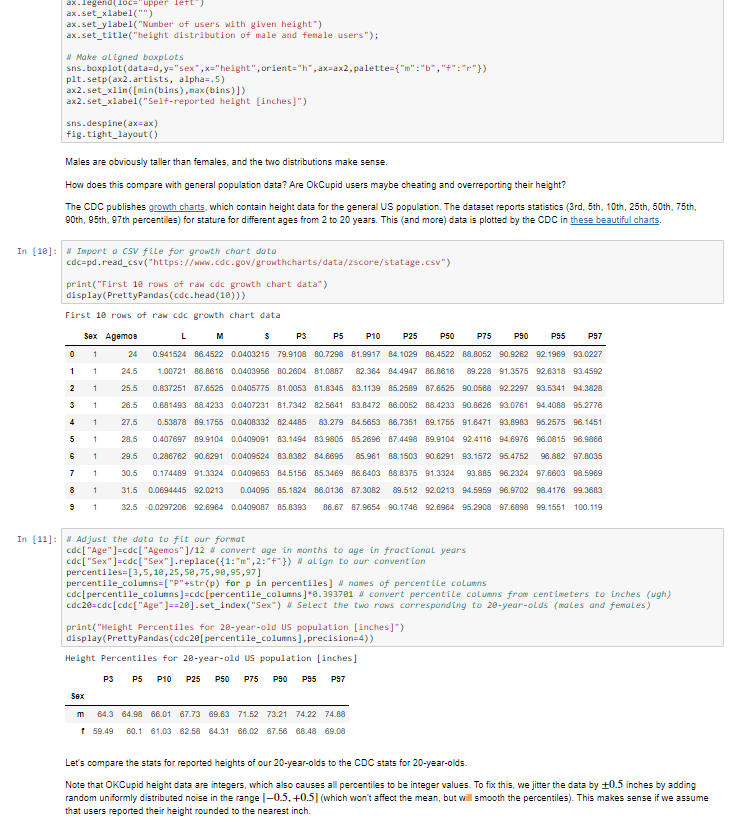 ax.legend(loc="upper left")
ax.set_xlabel("")
ax.set_ylabel("Number of users with given height")
ax.set_title("height distribution of male and female users");
# Make aligned boxplots
sns.boxplot(data=d,y="sex",x="height",orient="h",ax=ax2,palette={"m":"b","f":"r"})
plt.setp(ax2.artists, alpha=.5)
ax2.set_xlim([min(bins),max(bins)])
ax2.set_xlabel("Self-reported height [inches]")
sns.despine(ax=ax)
fig.tight_layout()
Males are obviously taller than females, and the two distributions make sense.
How does this compare with general population data? Are OkCupid users maybe cheating and overreporting their height?
The CDC publishes growth charts, which contain height data for the general US population. The dataset reports statistics (3rd, 5th, 10th, 25th, 50th, 75th,
90th, 95th, 97th percentiles) for stature for different ages from 2 to 20 years. This (and more) data is plotted by the CDC in these beautiful charts.
In [10]: # Import a CSV file for growth chart data
cdc=pd.read_csv("https://www.cdc.gov/growthcharts/data/zscore/statage.csv")
print("First 10 rows of raw cdc growth chart data")
display(PrettyPandas(cdc.head(10)))
First 10 rows of raw cdc growth chart data
Sex Agemos L M S P3 P5 P10 P25 P50 P75 P90 P95 P97
0 1 24 0.941524 86.4522 0.0403215 79.9108 80.7298 81.9917 84.1029 86.4522 88.8052 90.9262 92.1969 93.0227
1 1 24.5 1.00721 86.8616 0.0403956 80.2604 81.0887 82.364 84.4947 86.8616 89.228 91.3575 92.6318 93.4592
2 1 25.5 0.837251 87.6525 0.0405775 81.0053 81.8345 83.1139 85.2589 87.6525 90.0568 92.2297 93.5341 94.3828
3 1 26.5 0.681493 88.4233 0.0407231 81.7342 82.5641 83.8472 86.0052 88.4233 90.8626 93.0761 94.4088 95.2776
4 1 27.5 0.53878 89.1755 0.0408332 82.4485 83.279 84.5653 86.7351 89.1755 91.6471 93.8983 95.2575 96.1451
5 1 28.5 0.407697 89.9104 0.0409091 83.1494 83.9805 85.2696 87.4498 89.9104 92.4116 94.6976 96.0815 96.9866
6 1 29.5 0.286762 90.6291 0.0409524 83.8382 84.6695 85.961 88.1503 90.6291 93.1572 95.4752 96.882 97.8035
7 1 30.5 0.174489 91.3324 0.0409653 84.5156 85.3469 86.6403 88.8375 91.3324 93.885 96.2324 97.6603 98.5969
8 1 31.5 0.0694445 92.0213 0.04095 85.1824 86.0136 87.3082 89.512 92.0213 94.5959 96.9702 98.4176 99.3683
9 1 32.5 -0.0297206 92.6964 0.0409087 85.8393 86.67 87.9654 90.1746 92.6964 95.2908 97.6898 99.1551 100.119
In [11]: # Adjust the data to fit our format
cdc["Age"]=cdc["Agemos"]/12 # convert age in months to age in fractional years
cdc["Sex"]=cdc["Sex"].replace({1:"m",2:"f"}) # align to our convention
percentiles=[3,5,10,25,50,75,90,95,97]
percentile_columns=["P"+str(p) for p in percentiles] # names of percentile columns
cdc[percentile_columns]=cdc[percentile_columns]*0.393701 # convert percentile columns from centimeters to inches (ugh)
cdc20=cdc[cdc["Age"]==20].set_index("Sex") # Select the two rows corresponding to 20-year-olds (males and females)
print("Height Percentiles for 20-year-old US population [inches]")
display(PrettyPandas(cdc20[percentile_columns],precision=4))
Height Percentiles for 20-year-old US population [inches]
P3 P5 P10 P25 P50 P75 P90 P95 P97
Sex
m 64.3 64.98 66.01 67.73 69.63 71.52 73.21 74.22 74.88
f 59.49 60.1 61.03 62.58 64.31 66.02 67.56 68.48 69.08
Let's compare the stats for reported heights of our 20-year-olds to the CDC stats for 20-year-olds.
Note that OKCupid height data are integers, which also causes all percentiles to be integer values. To fix this, we jitter the data by ±0.5 inches by adding
random uniformly distributed noise in the range [−0.5, +0.5] (which won't affect the mean, but will smooth the percentiles). This makes sense if we assume
that users reported their height rounded to the nearest inch.